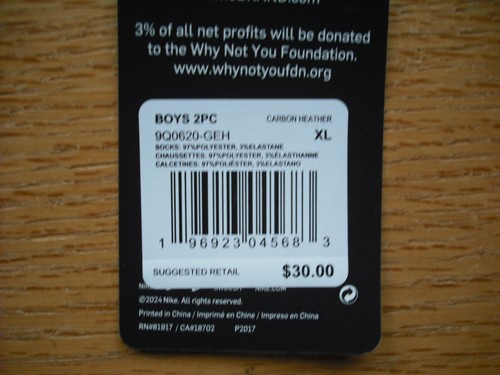 3% of all net profits will be donated
to the Why Not You Foundation.
www.whynotyoufdn.org
BOYS 2PC CARBON HEATHER
9Q0620-GEH XL
SOCKS: 97%POLYESTER, 3%ELASTANE
CHAUSSETTES: 97%POLYESTER, 3%ÉLASTHANNE
CALCETINES: 97%POLIÉSTER, 3%ELASTANO
1 96923 04568 3
SUGGESTED RETAIL $30.00
©2024 Nike. All rights reserved.
Printed in China / Imprimé en Chine / Impreso en China
RN#81917 / CA#18702 P2017